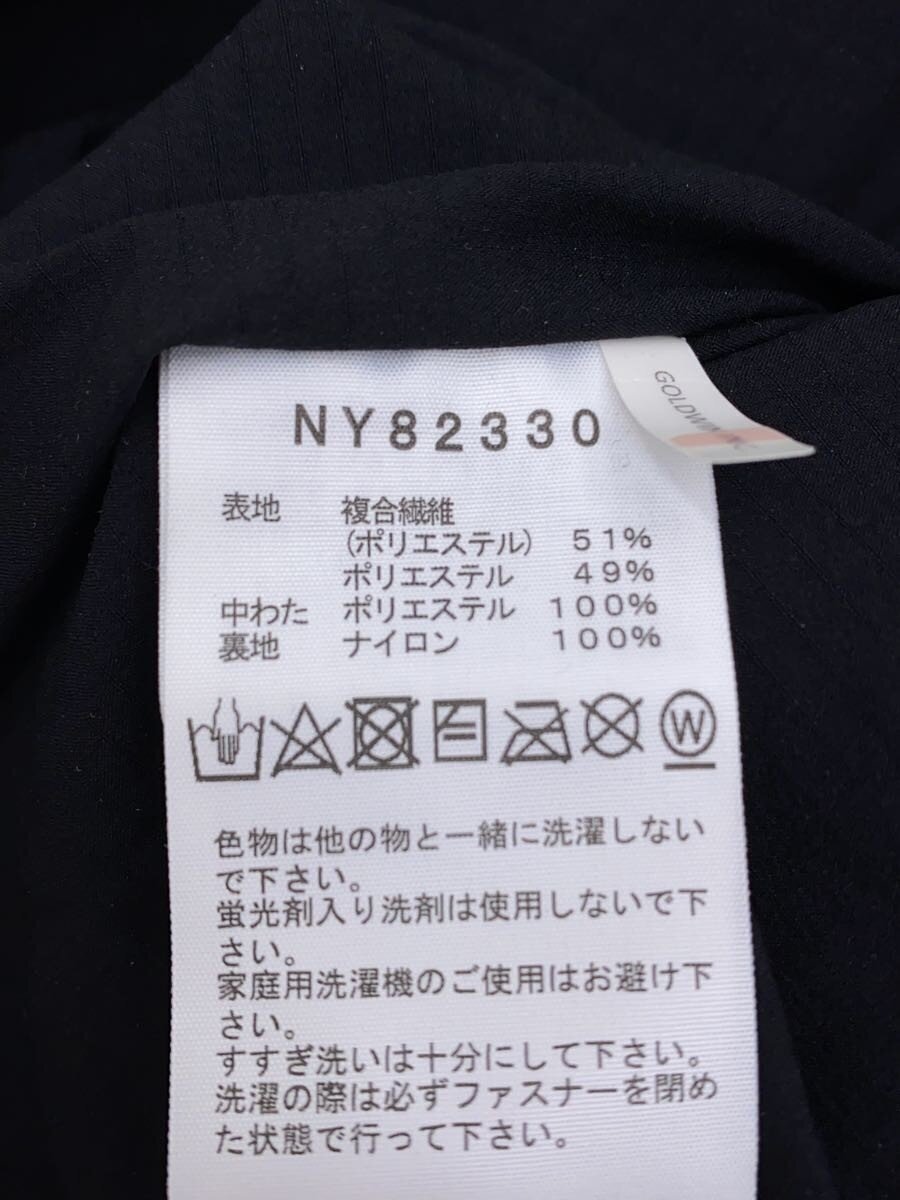 NY82330
GOLDWIN
表地 複合繊維
(ポリエステル) 51%
ポリエステル 49%
中わた ポリエステル 100%
裏地 ナイロン 100%
W
色物は他の物と一緒に洗濯しない
で下さい。
蛍光剤入り洗剤は使用しないで下
さい。
家庭用洗濯機のご使用はお避け下
さい。
すすぎ洗いは十分にして下さい。
洗濯の際は必ずファスナーを閉め
た状態で行って下さい。